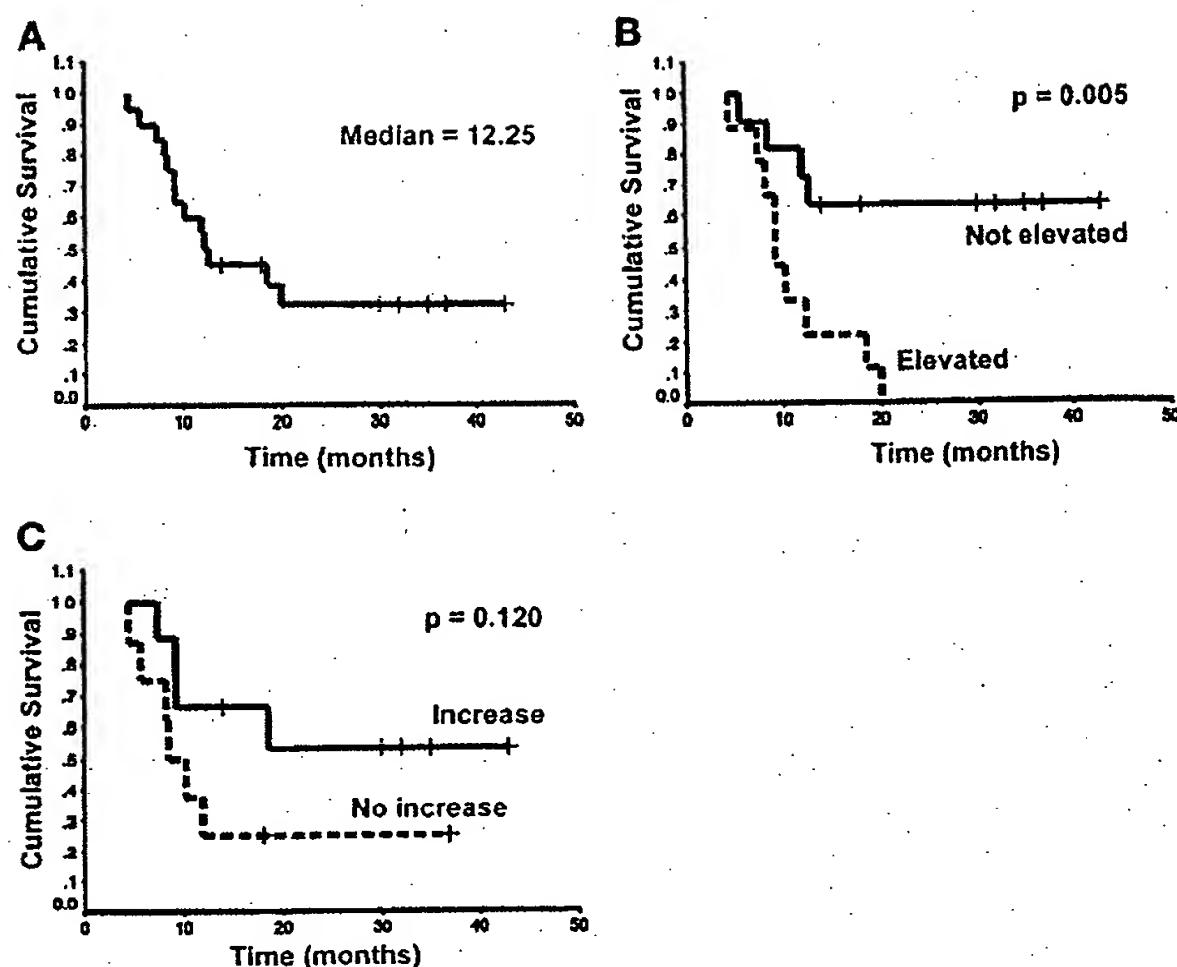 A
Cumulative Survival
1.1
1 0
.9
.8
.7
.6
.5
.4
.3
.2
.1
0.0
Median = 12.25
0 10 20 30 40 50
Time (months)
B
Cumulative Survival
1.1
1 0
.9
.8
.7
.6
.5
.4
.3
.2
.1
0.0
p = 0.005
Not elevated
Elevated
0 10 20 30 40 50
Time (months)
C
Cumulative Survival
1.1
1 0
.9
.8
.7
.6
.5
.4
.3
.2
.1
0.0
p = 0.120
Increase
No increase
0 10 20 30 40 50
Time (months)